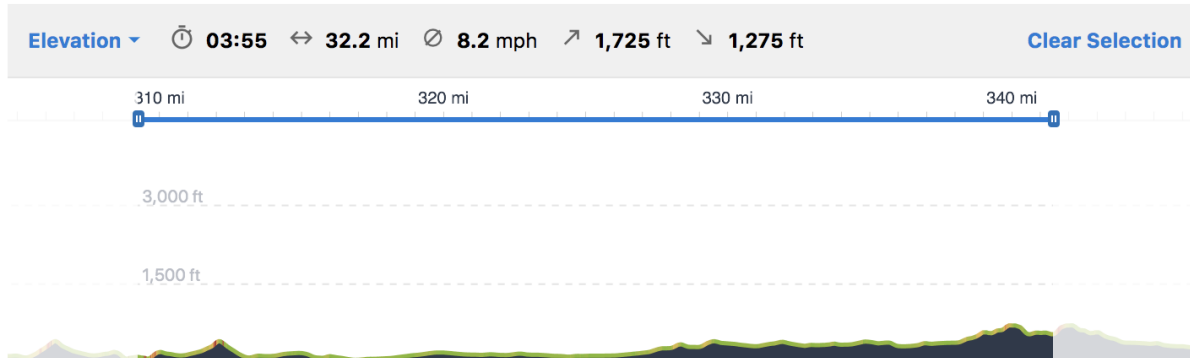 Elevation 03:55 32.2 mi 8.2 mph 1,725 ft 1,275 ft Clear Selection
310 mi 320 mi 330 mi 340 mi
3,000 ft
1,500 ft